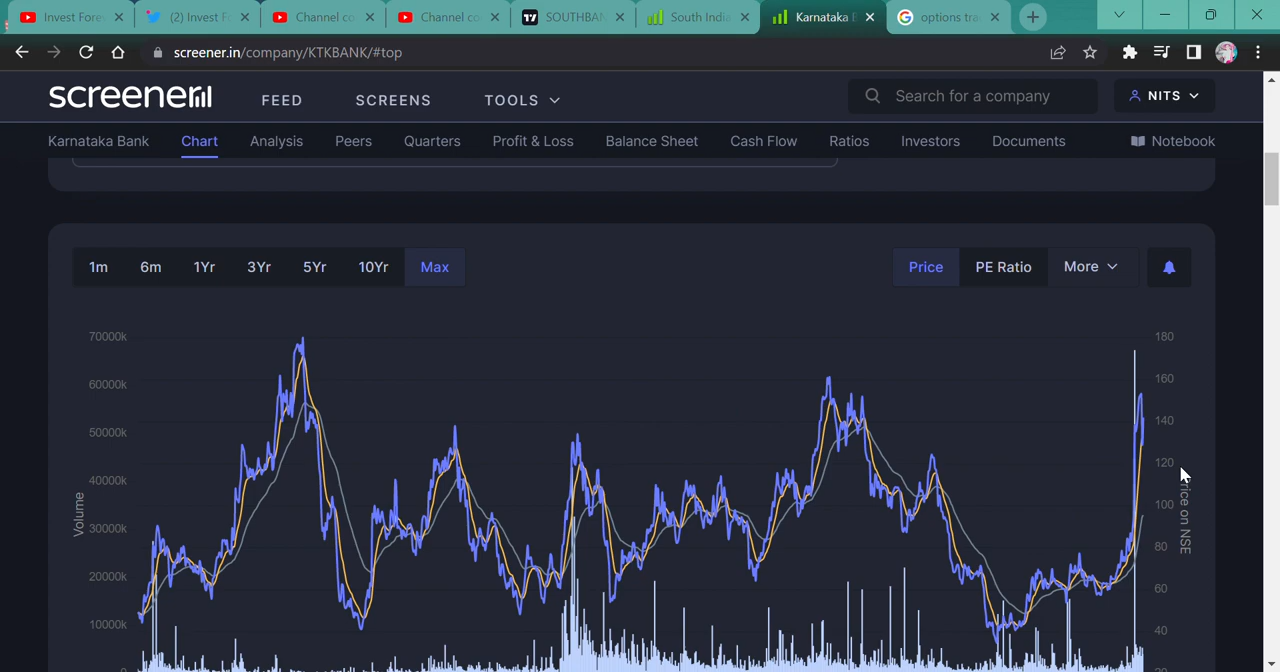 Invest Fore
(2) Invest F
Channel co
Channel co
SOUTHBAN
South India
Karnataka B
options tra
screener.in/company/KTKBANK/#top
screener
FEED
SCREENS
TOOLS
Search for a company
NITS
Karnataka Bank
Chart
Analysis
Peers
Quarters
Profit & Loss
Balance Sheet
Cash Flow
Ratios
Investors
Documents
Notebook
1m
6m
1Yr
3Yr
5Yr
10Yr
Max
Price
PE Ratio
More
70000k
60000k
50000k
40000k
30000k
20000k
10000k
Volume
180
160
140
120
100
80
60
40
Price on NSE